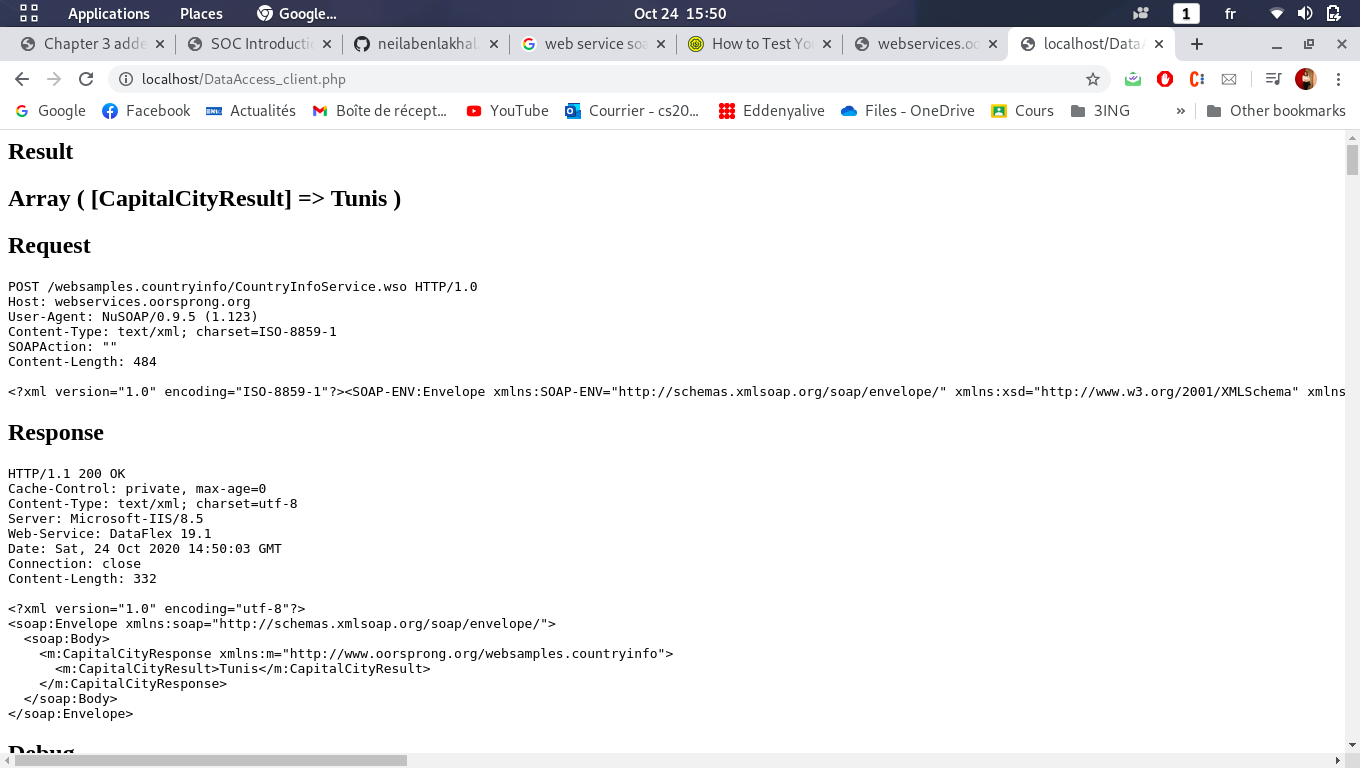 Applications Places Google... Oct 24 15:50 1 fr
Chapter 3 adde SOC Introductio neilabenlakhal. web service soa How to Test You webservices.oo localhost/DataA
localhost/DataAccess_client.php
Google Facebook Actualités Boîte de récept... YouTube Courrier - cs20... Eddenyalive Files - OneDrive Cours 3ING » Other bookmarks
Result
Array ( [CapitalCityResult] => Tunis )
Request
POST /websamples.countryinfo/CountryInfoService.wso HTTP/1.0
Host: webservices.oorsprong.org
User-Agent: NuSOAP/0.9.5 (1.123)
Content-Type: text/xml; charset=ISO-8859-1
SOAPAction: ""
Content-Length: 484
<?xml version="1.0" encoding="ISO-8859-1"?><SOAP-ENV:Envelope xmlns:SOAP-ENV="http://schemas.xmlsoap.org/soap/envelope/" xmlns:xsd="http://www.w3.org/2001/XMLSchema" xmlns
Response
HTTP/1.1 200 OK
Cache-Control: private, max-age=0
Content-Type: text/xml; charset=utf-8
Server: Microsoft-IIS/8.5
Web-Service: DataFlex 19.1
Date: Sat, 24 Oct 2020 14:50:03 GMT
Connection: close
Content-Length: 332
<?xml version="1.0" encoding="utf-8"?>
<soap:Envelope xmlns:soap="http://schemas.xmlsoap.org/soap/envelope/">
  <soap:Body>
    <m:CapitalCityResponse xmlns:m="http://www.oorsprong.org/websamples.countryinfo">
      <m:CapitalCityResult>Tunis</m:CapitalCityResult>
    </m:CapitalCityResponse>
  </soap:Body>
</soap:Envelope>
Debug